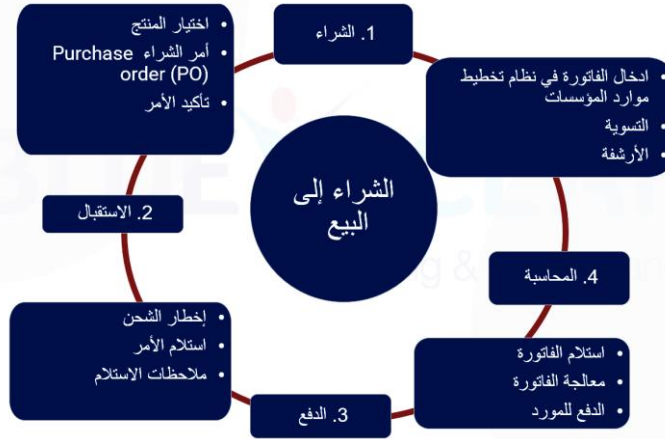 1. الشراء
اختيار المنتج
أمر الشراء Purchase
order (PO)
تأكيد الأمر
2. الاستقبال
إخطار الشحن
استلام الأمر
ملاحظات الاستلام
3. الدفع
استلام الفاتورة
معالجة الفاتورة
الدفع للمورد
4. المحاسبة
ادخال الفاتورة في نظام تخطيط
موارد المؤسسات
التسوية
الأرشفة
الشراء إلى
البيع